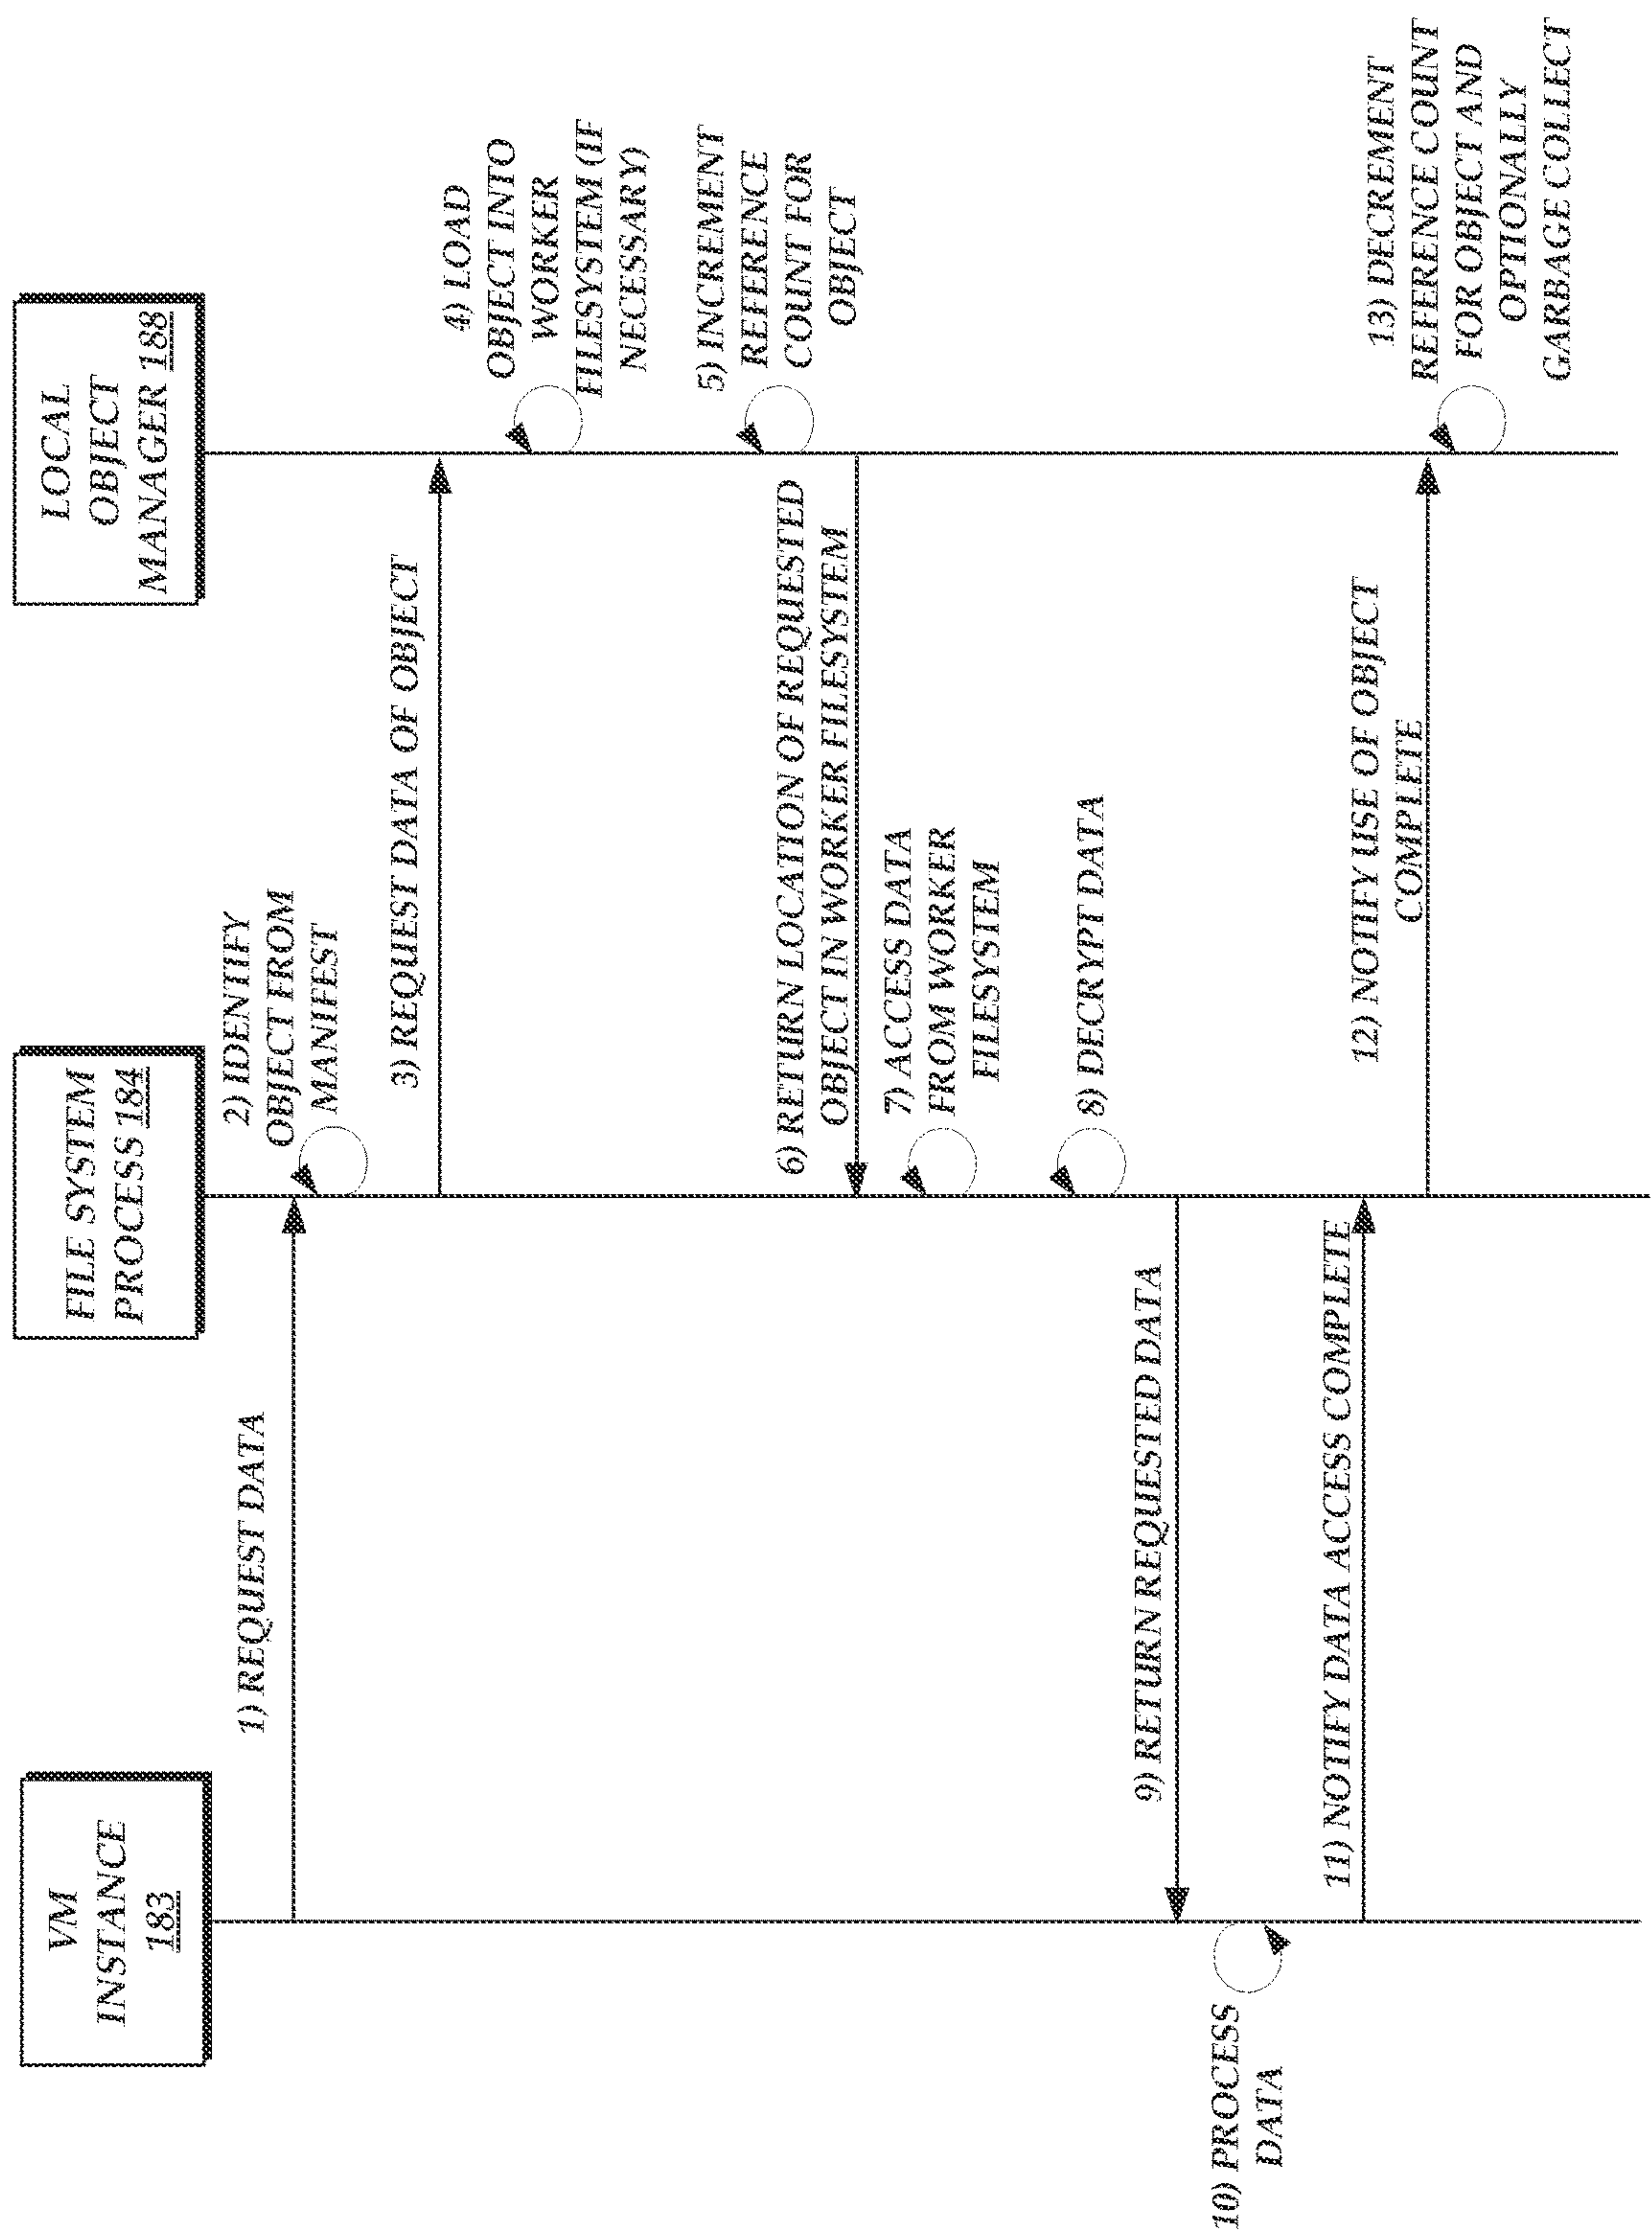 VM
INSTANCE
183
FILE SYSTEM
PROCESS 184
LOCAL
OBJECT
MANAGER 188
1) REQUEST DATA
2) IDENTIFY
OBJECT FROM
MANIFEST
3) REQUEST DATA OF OBJECT
4) LOAD
OBJECT INTO
WORKER
FILESYSTEM (IF
NECESSARY)
5) INCREMENT
REFERENCE
COUNT FOR
OBJECT
6) RETURN LOCATION OF REQUESTED
OBJECT IN WORKER FILESYSTEM
7) ACCESS DATA
FROM WORKER
FILESYSTEM
8) DECRYPT DATA
9) RETURN REQUESTED DATA
10) PROCESS
DATA
11) NOTIFY DATA ACCESS COMPLETE
12) NOTIFY USE OF OBJECT
COMPLETE
13) DECREMENT
REFERENCE COUNT
FOR OBJECT AND
OPTIONALLY
GARBAGE COLLECT